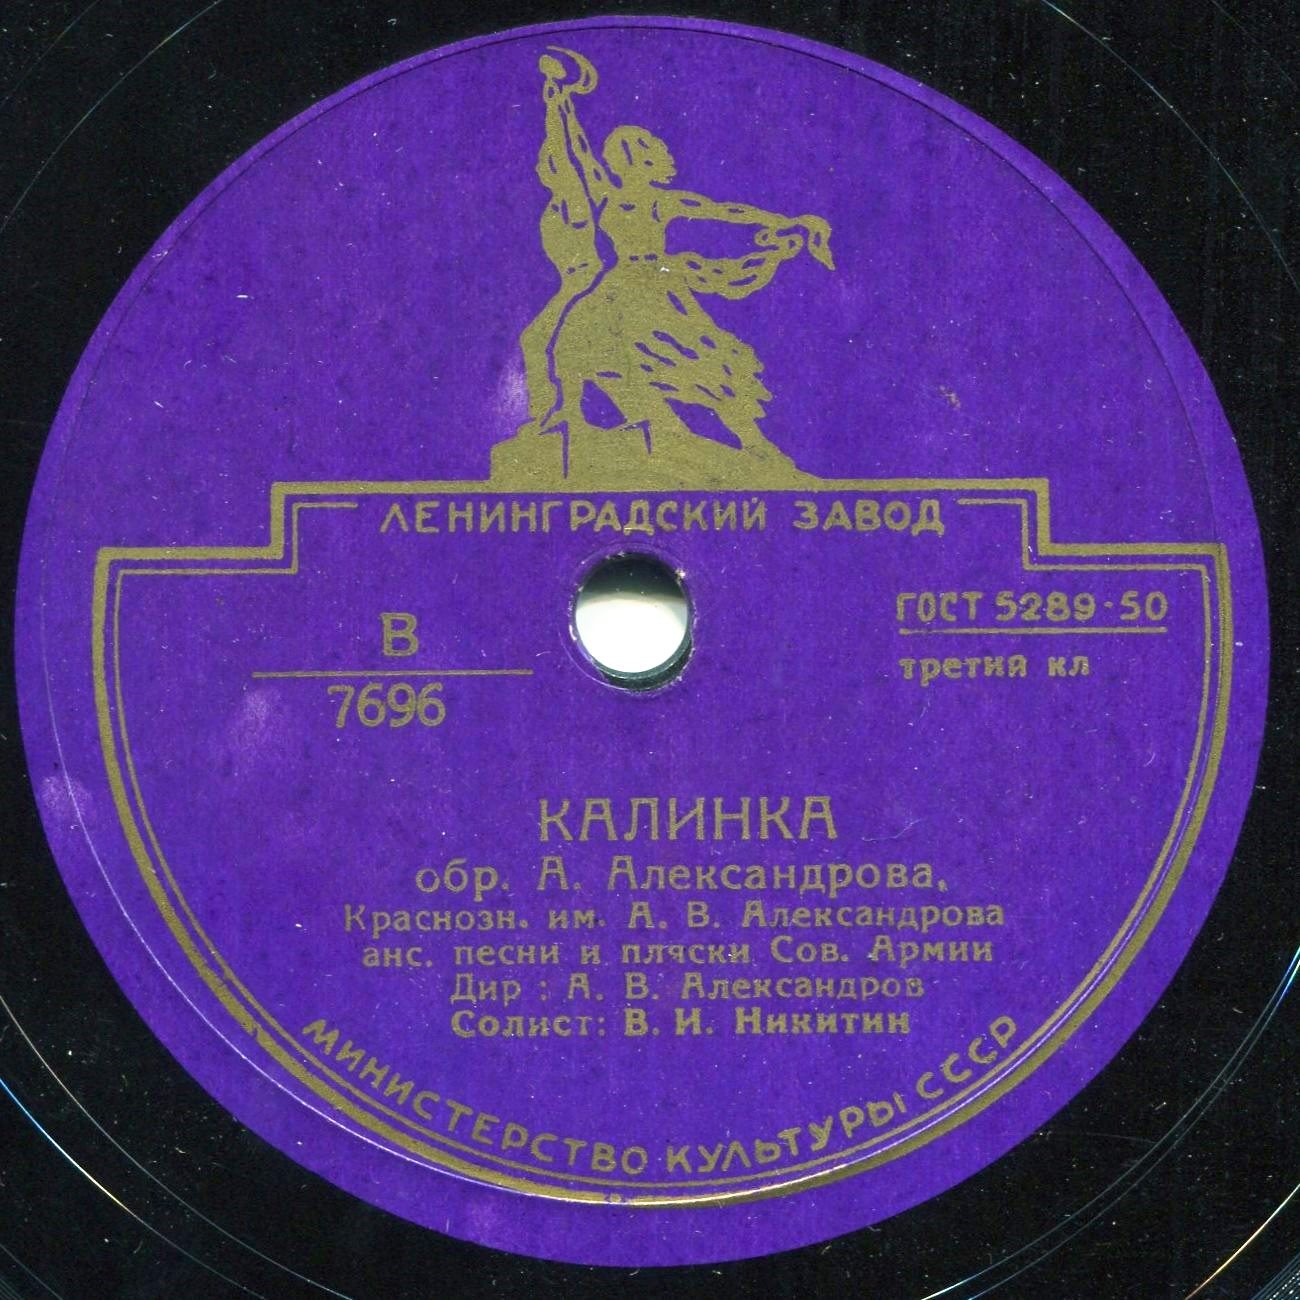 ЛЕНИНГРАДСКИЙ ЗАВОД
В
7696
ГОСТ 5289-50
третий кл
КАЛИНКА
обр. А. Александрова,
Краснозн. им. А. В. Александрова
анс. песни и пляски Сов. Армии
Дир : А. В. Александров
Солист: В. И. Никитин
МИНИСТЕРСТВО КУЛЬТУРЫ СССР